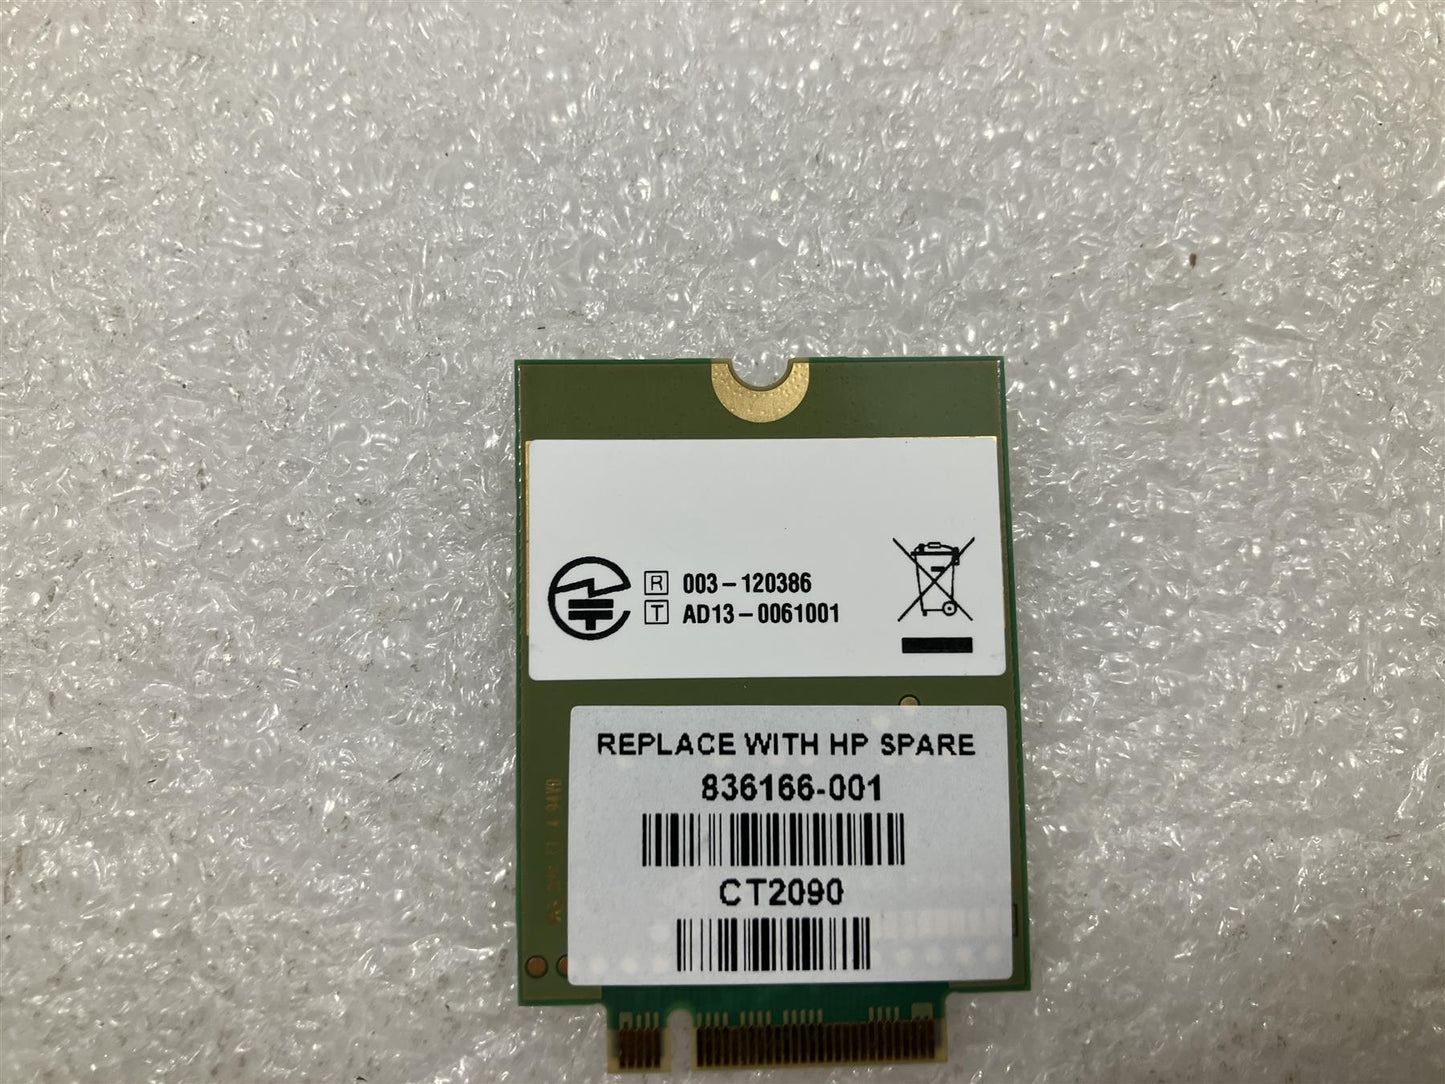 R 003-120386
T AD13-0061001
REPLACE WITH HP SPARE
836166-001
CT2090